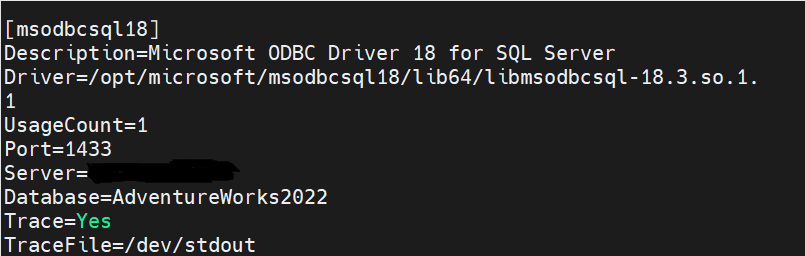 [msodbcsql18]
Description=Microsoft ODBC Driver 18 for SQL Server
Driver=/opt/microsoft/msodbcsql18/lib64/libmsodbcsql-18.3.so.1.
1
UsageCount=1
Port=1433
Server=
Database=AdventureWorks2022
Trace=Yes
TraceFile=/dev/stdout